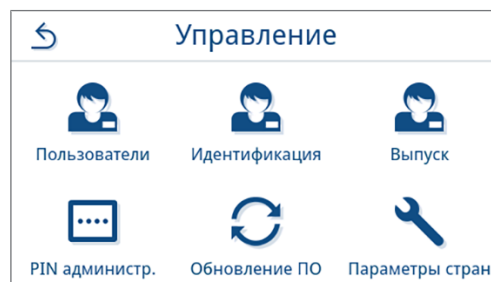 Управление
Пользователи Идентификация Выпуск
PIN администр. Обновление ПО Параметры стран